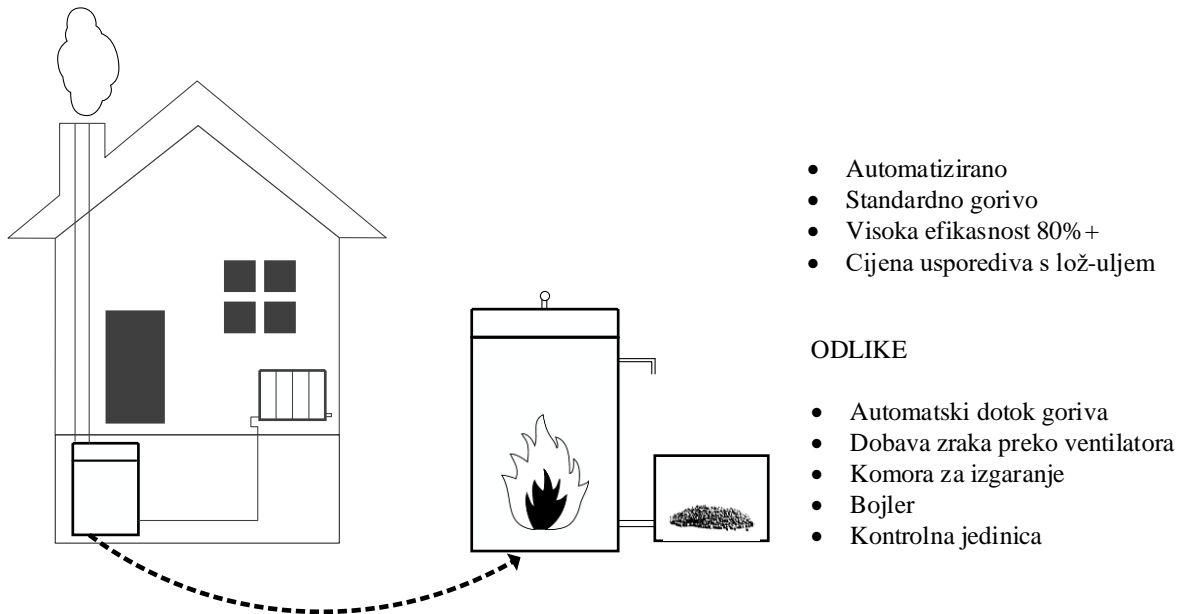 • Automatizirano
• Standardno gorivo
• Visoka efikasnost 80%+
• Cijena usporediva s lož-uljem
ODLIKE
• Automatski dotok goriva
• Dobava zraka preko ventilatora
• Komora za izgaranje
• Bojler
• Kontrolna jedinica